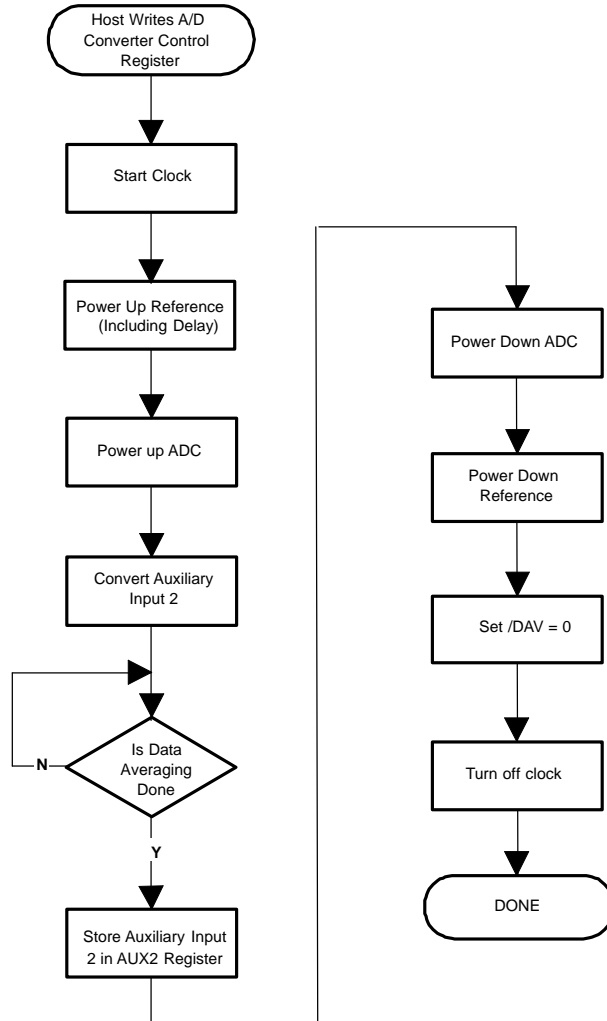 Host Writes A/D
Converter Control
Register
Start Clock
Power Up Reference
(Including Delay)
Power up ADC
Convert Auxiliary
Input 2
Is Data
Averaging
Done
N
Y
Store Auxiliary Input
2 in AUX2 Register
Power Down ADC
Power Down
Reference
Set /DAV = 0
Turn off clock
DONE